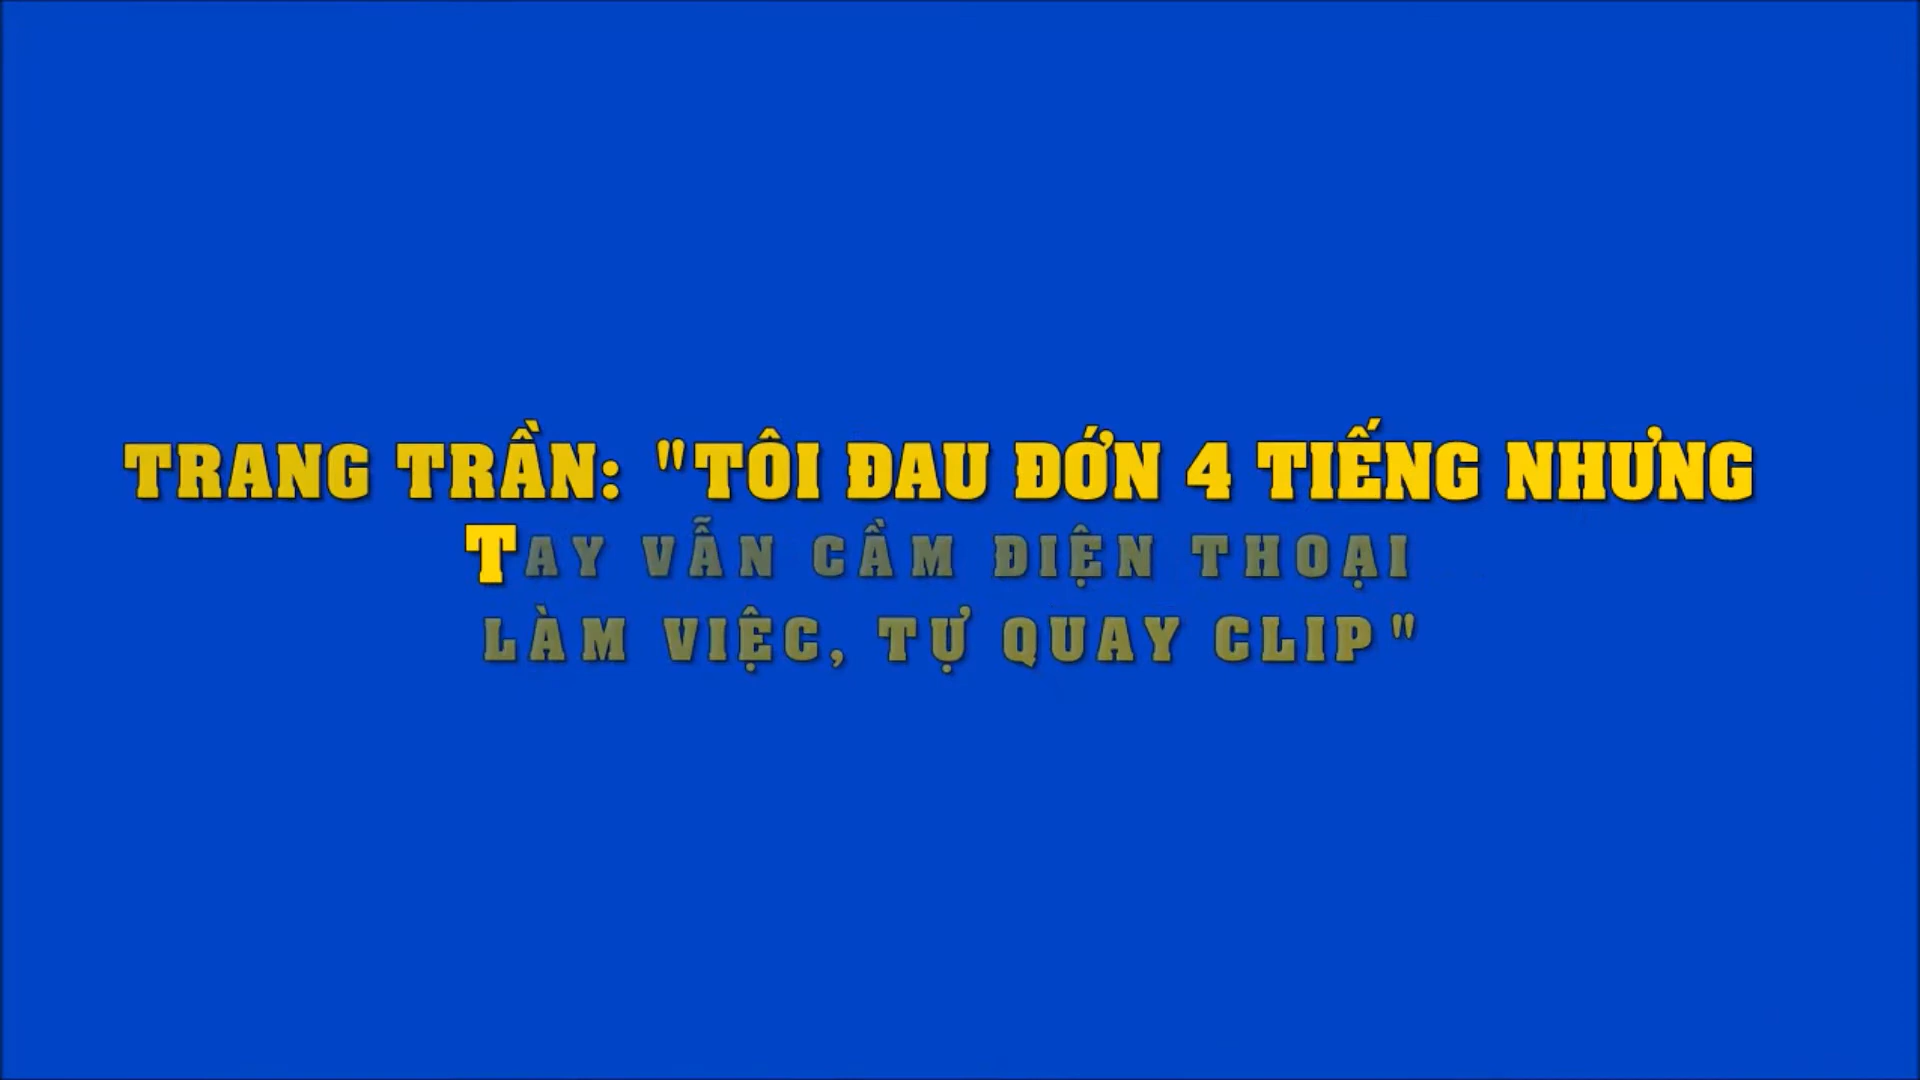 TRANG TRẦN: "TÔI ĐAU ĐỚN 4 TIẾNG NHƯNG
TAY VẪN CẦM ĐIỆN THOẠI
LÀM VIỆC, TỰ QUAY CLIP"